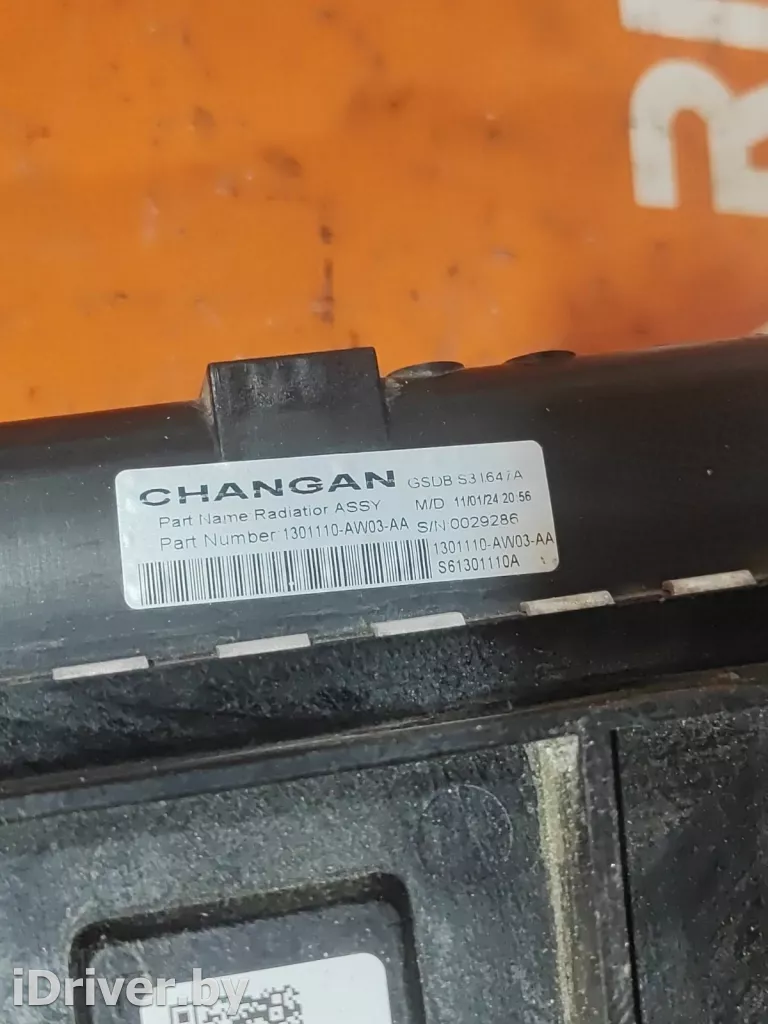 CHANGAN GSDB S31647A
Part Name Radiatior ASSY M/D 11/01/24 20:56
Part Number 1301110-AW03-AA S/N 0029286
1301110-AW03-AA
S61301110A
iDriver.by